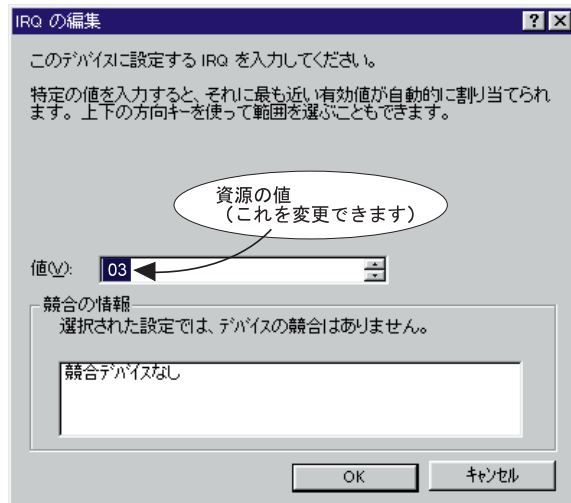 IRQ の編集
このデバイスに設定する IRQ を入力してください。
特定の値を入力すると、それに最も近い有効値が自動的に割り当てられ
ます。上下の方向キーを使って範囲を選ぶこともできます。
資源の値
（これを変更できます）
値(V): 03
競合の情報
選択された設定では、デバイスの競合はありません。
競合デバイスなし
OK キャンセル